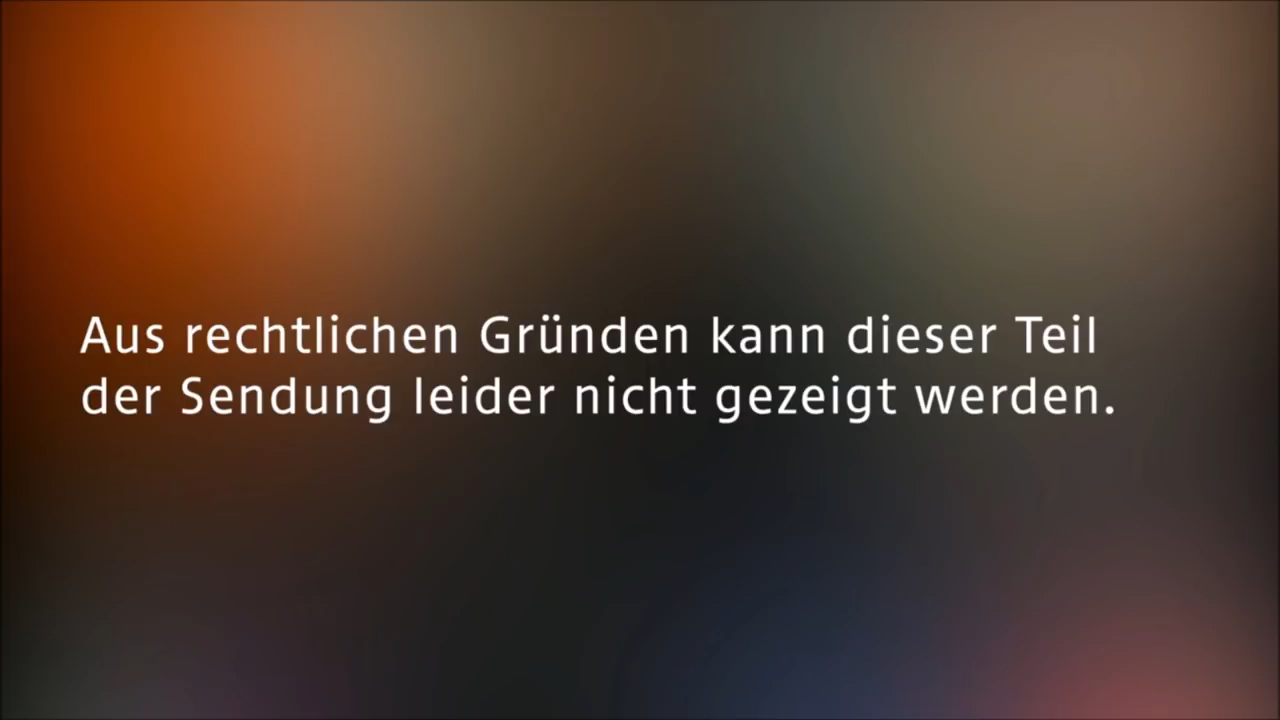 Aus rechtlichen Gründen kann dieser Teil
der Sendung leider nicht gezeigt werden.